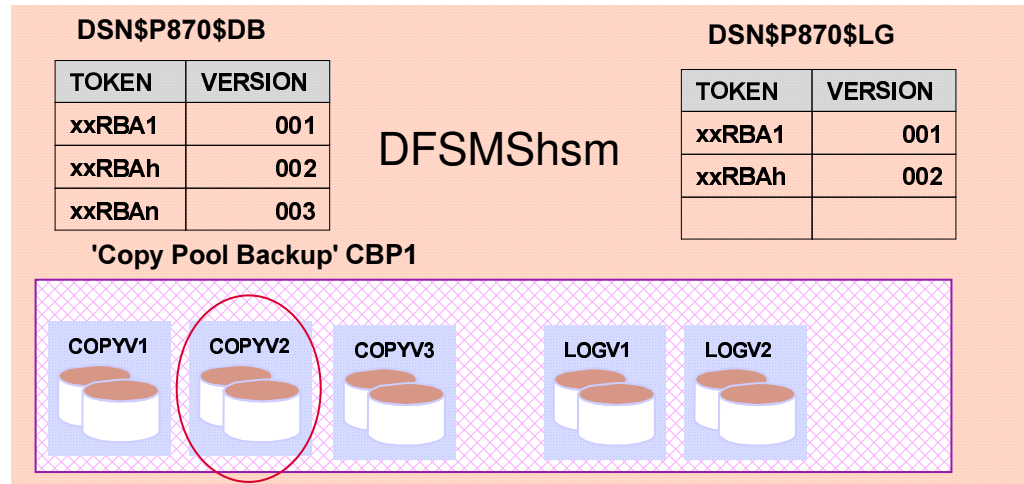 DSN$P870$DB
TOKEN VERSION
xxRBA1 001
xxRBAh 002
xxRBAn 003
DFSMShsm
DSN$P870$LG
TOKEN VERSION
xxRBA1 001
xxRBAh 002
'Copy Pool Backup' CBP1
COPYV1
COPYV2
COPYV3
LOGV1
LOGV2